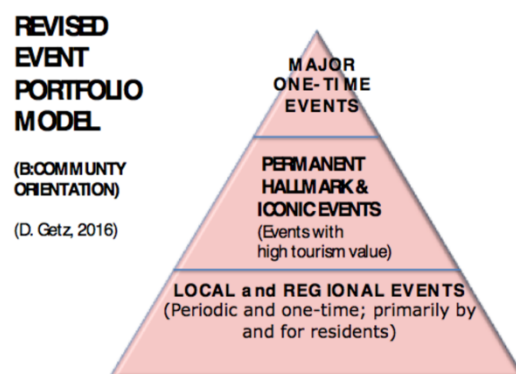 REVISED
EVENT
PORTFOLIO
MODEL
(B:COMMUNTY
ORIENTATION)
(D. Getz, 2016)
MAJOR
ONE-TIME
EVENTS
PERMANENT
HALLMARK &
ICONIC EVENTS
(Events with
high tourism value)
LOCAL and REGIONAL EVENTS
(Periodic and one-time; primarily by
and for residents)